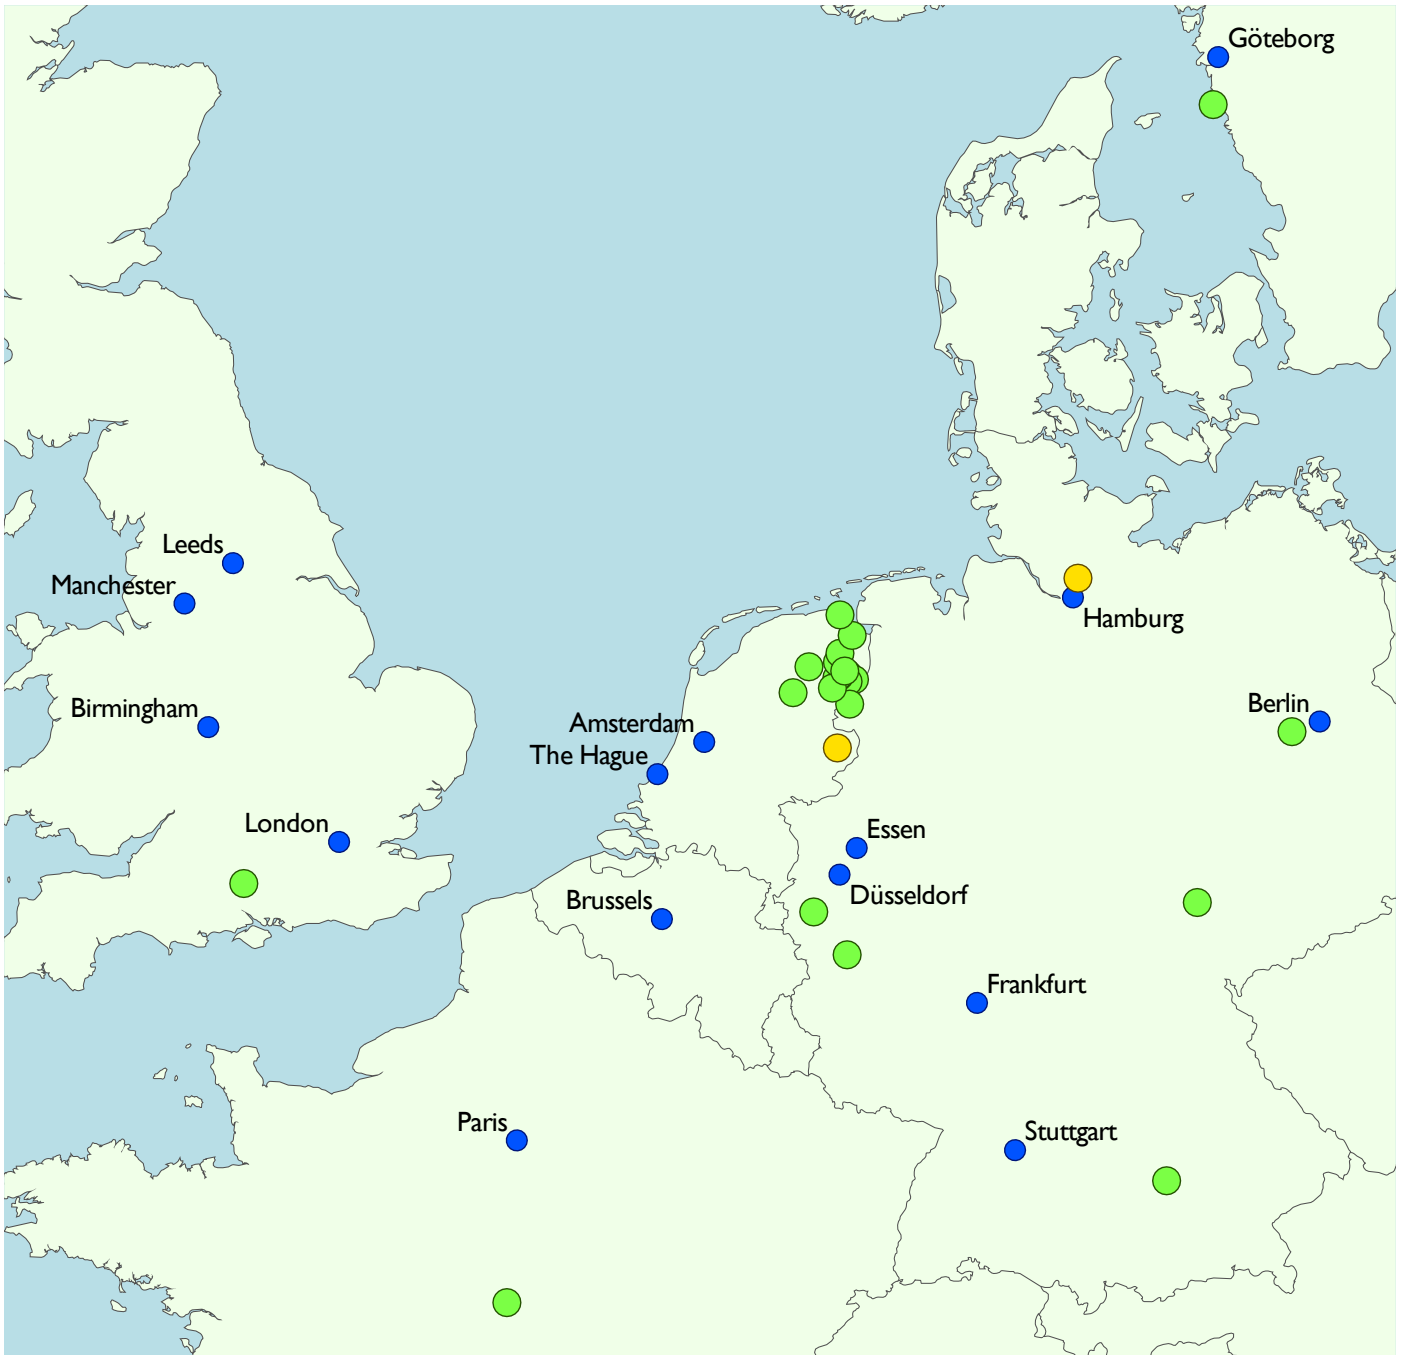 Göteborg
Leeds
Manchester
Hamburg
Birmingham
Berlin
Amsterdam
The Hague
London
Essen
Düsseldorf
Brussels
Frankfurt
Paris
Stuttgart